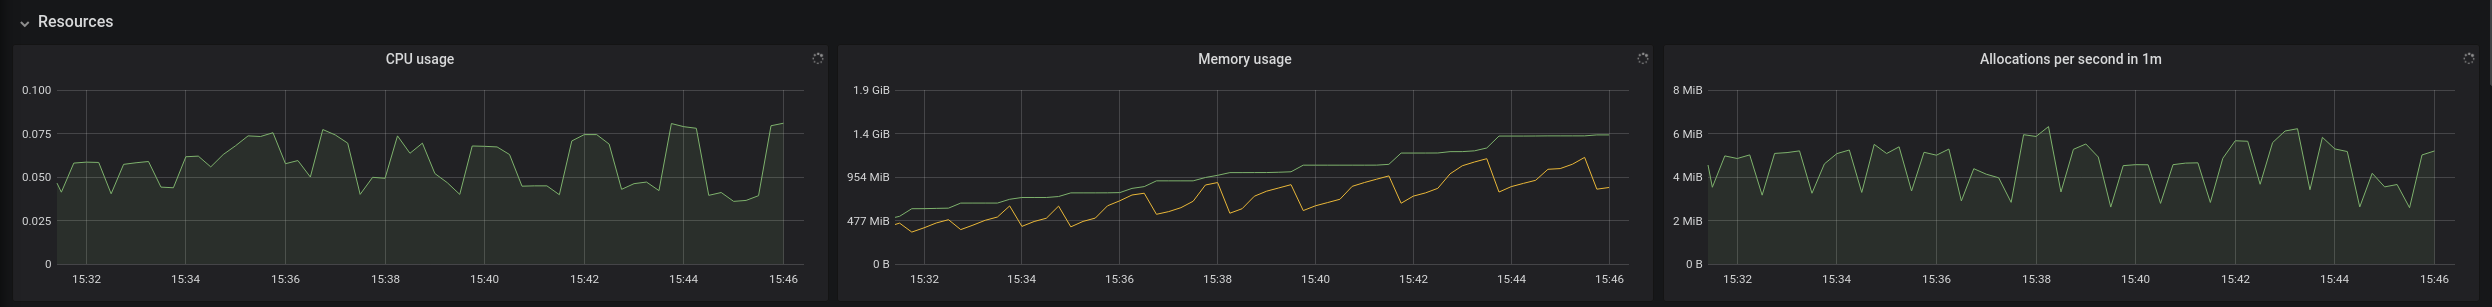 Resources
CPU usage
0.100
0.075
0.050
0.025
0
15:32 15:34 15:36 15:38 15:40 15:42 15:44 15:46
Memory usage
1.9 GiB
1.4 GiB
954 MiB
477 MiB
0 B
15:32 15:34 15:36 15:38 15:40 15:42 15:44 15:46
Allocations per second in 1m
8 MiB
6 MiB
4 MiB
2 MiB
0 B
15:32 15:34 15:36 15:38 15:40 15:42 15:44 15:46